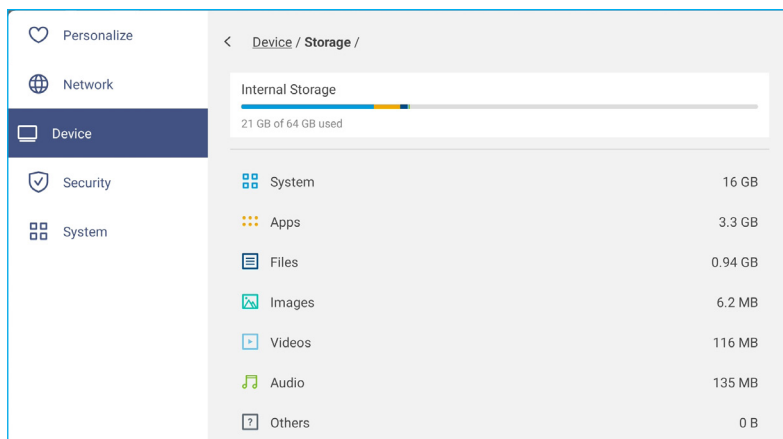 Personalize
Network
Device
Security
System
Device / Storage /
Internal Storage
21 GB of 64 GB used
System 16 GB
Apps 3.3 GB
Files 0.94 GB
Images 6.2 MB
Videos 116 MB
Audio 135 MB
? Others 0 B